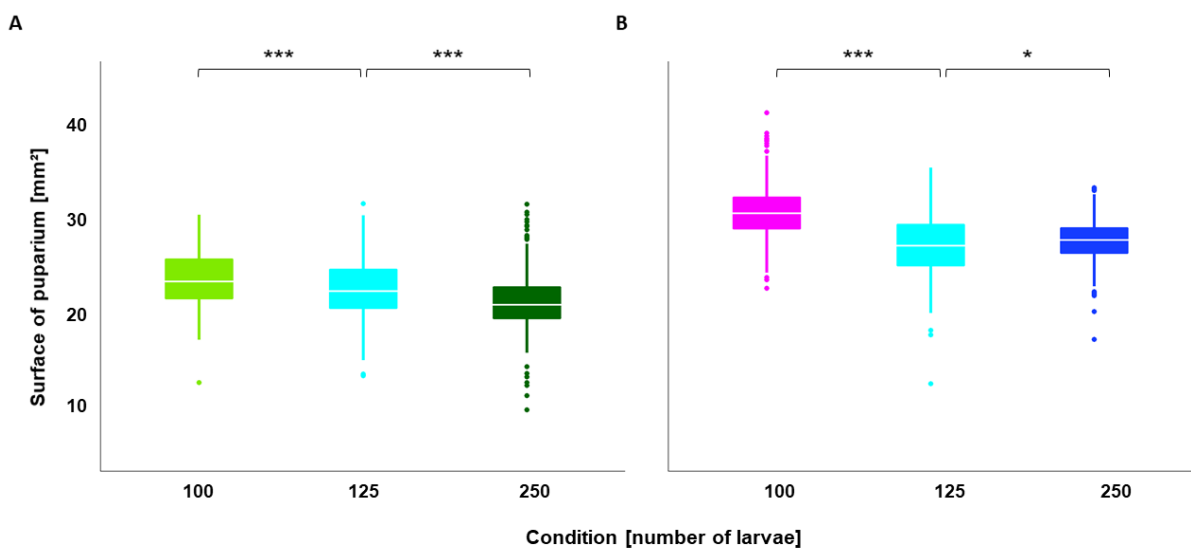 A
B
*** ***
*** *
Surface of puparium [mm²]
40
30
20
10
100 125 250
100 125 250
Condition [number of larvae]